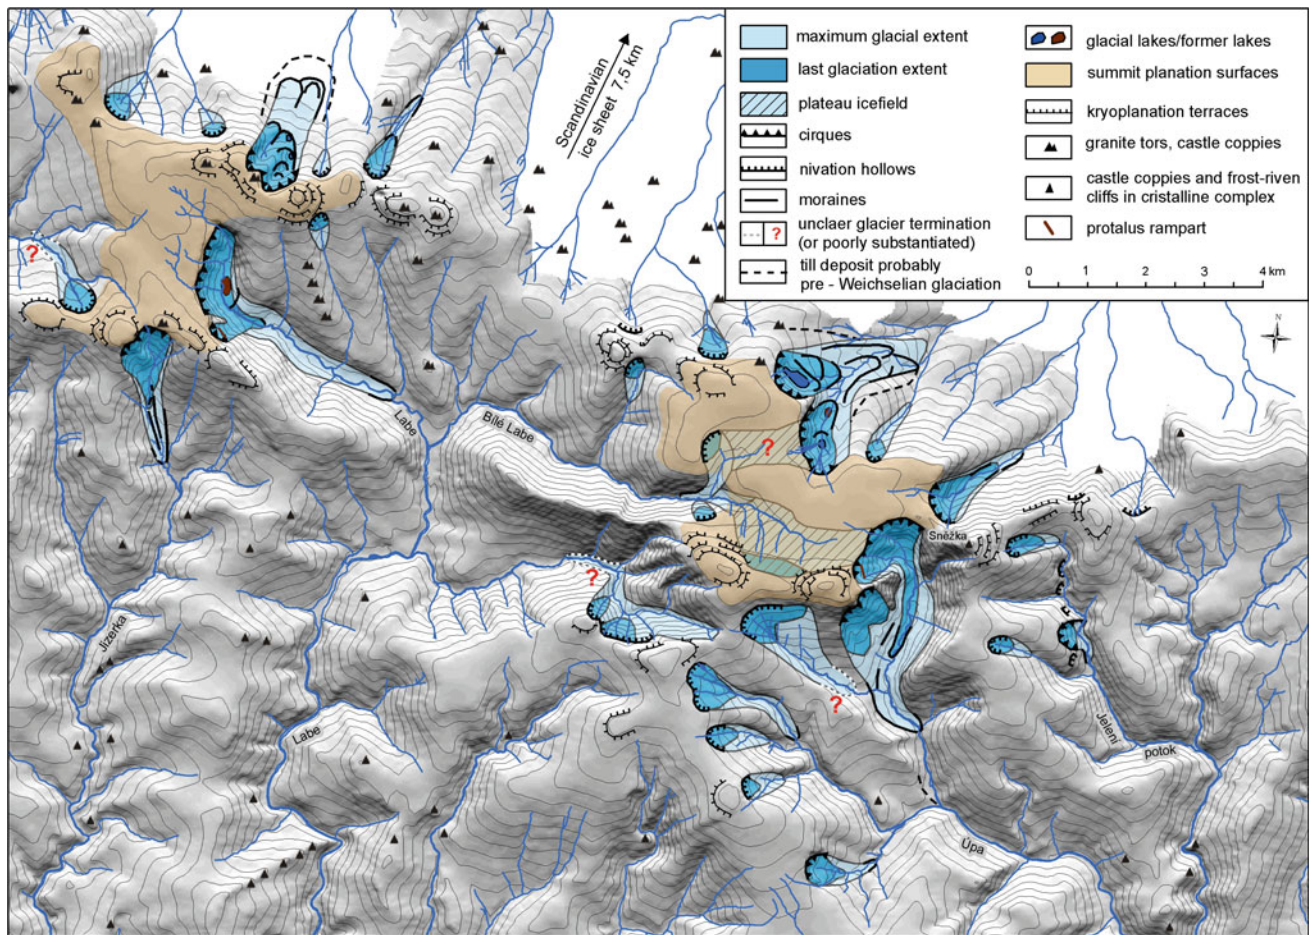 maximum glacial extent
last glaciation extent
plateau icefield
cirques
nivation hollows
moraines
unclaer glacier termination
(or poorly substantiated)
till deposit probably
pre - Weichselian glaciation
glacial lakes/former lakes
summit planation surfaces
kryoplanation terraces
granite tors, castle coppies
castle coppies and frost-riven
cliffs in cristalline complex
protalus rampart
0 1 2 3 4 km
?
N
Scandinavian
ice sheet 7,5 km
?
Labe
Bílé Labe
?
Sněžka
?
Jizerka
?
Labe
Jelení
potok
Úpa